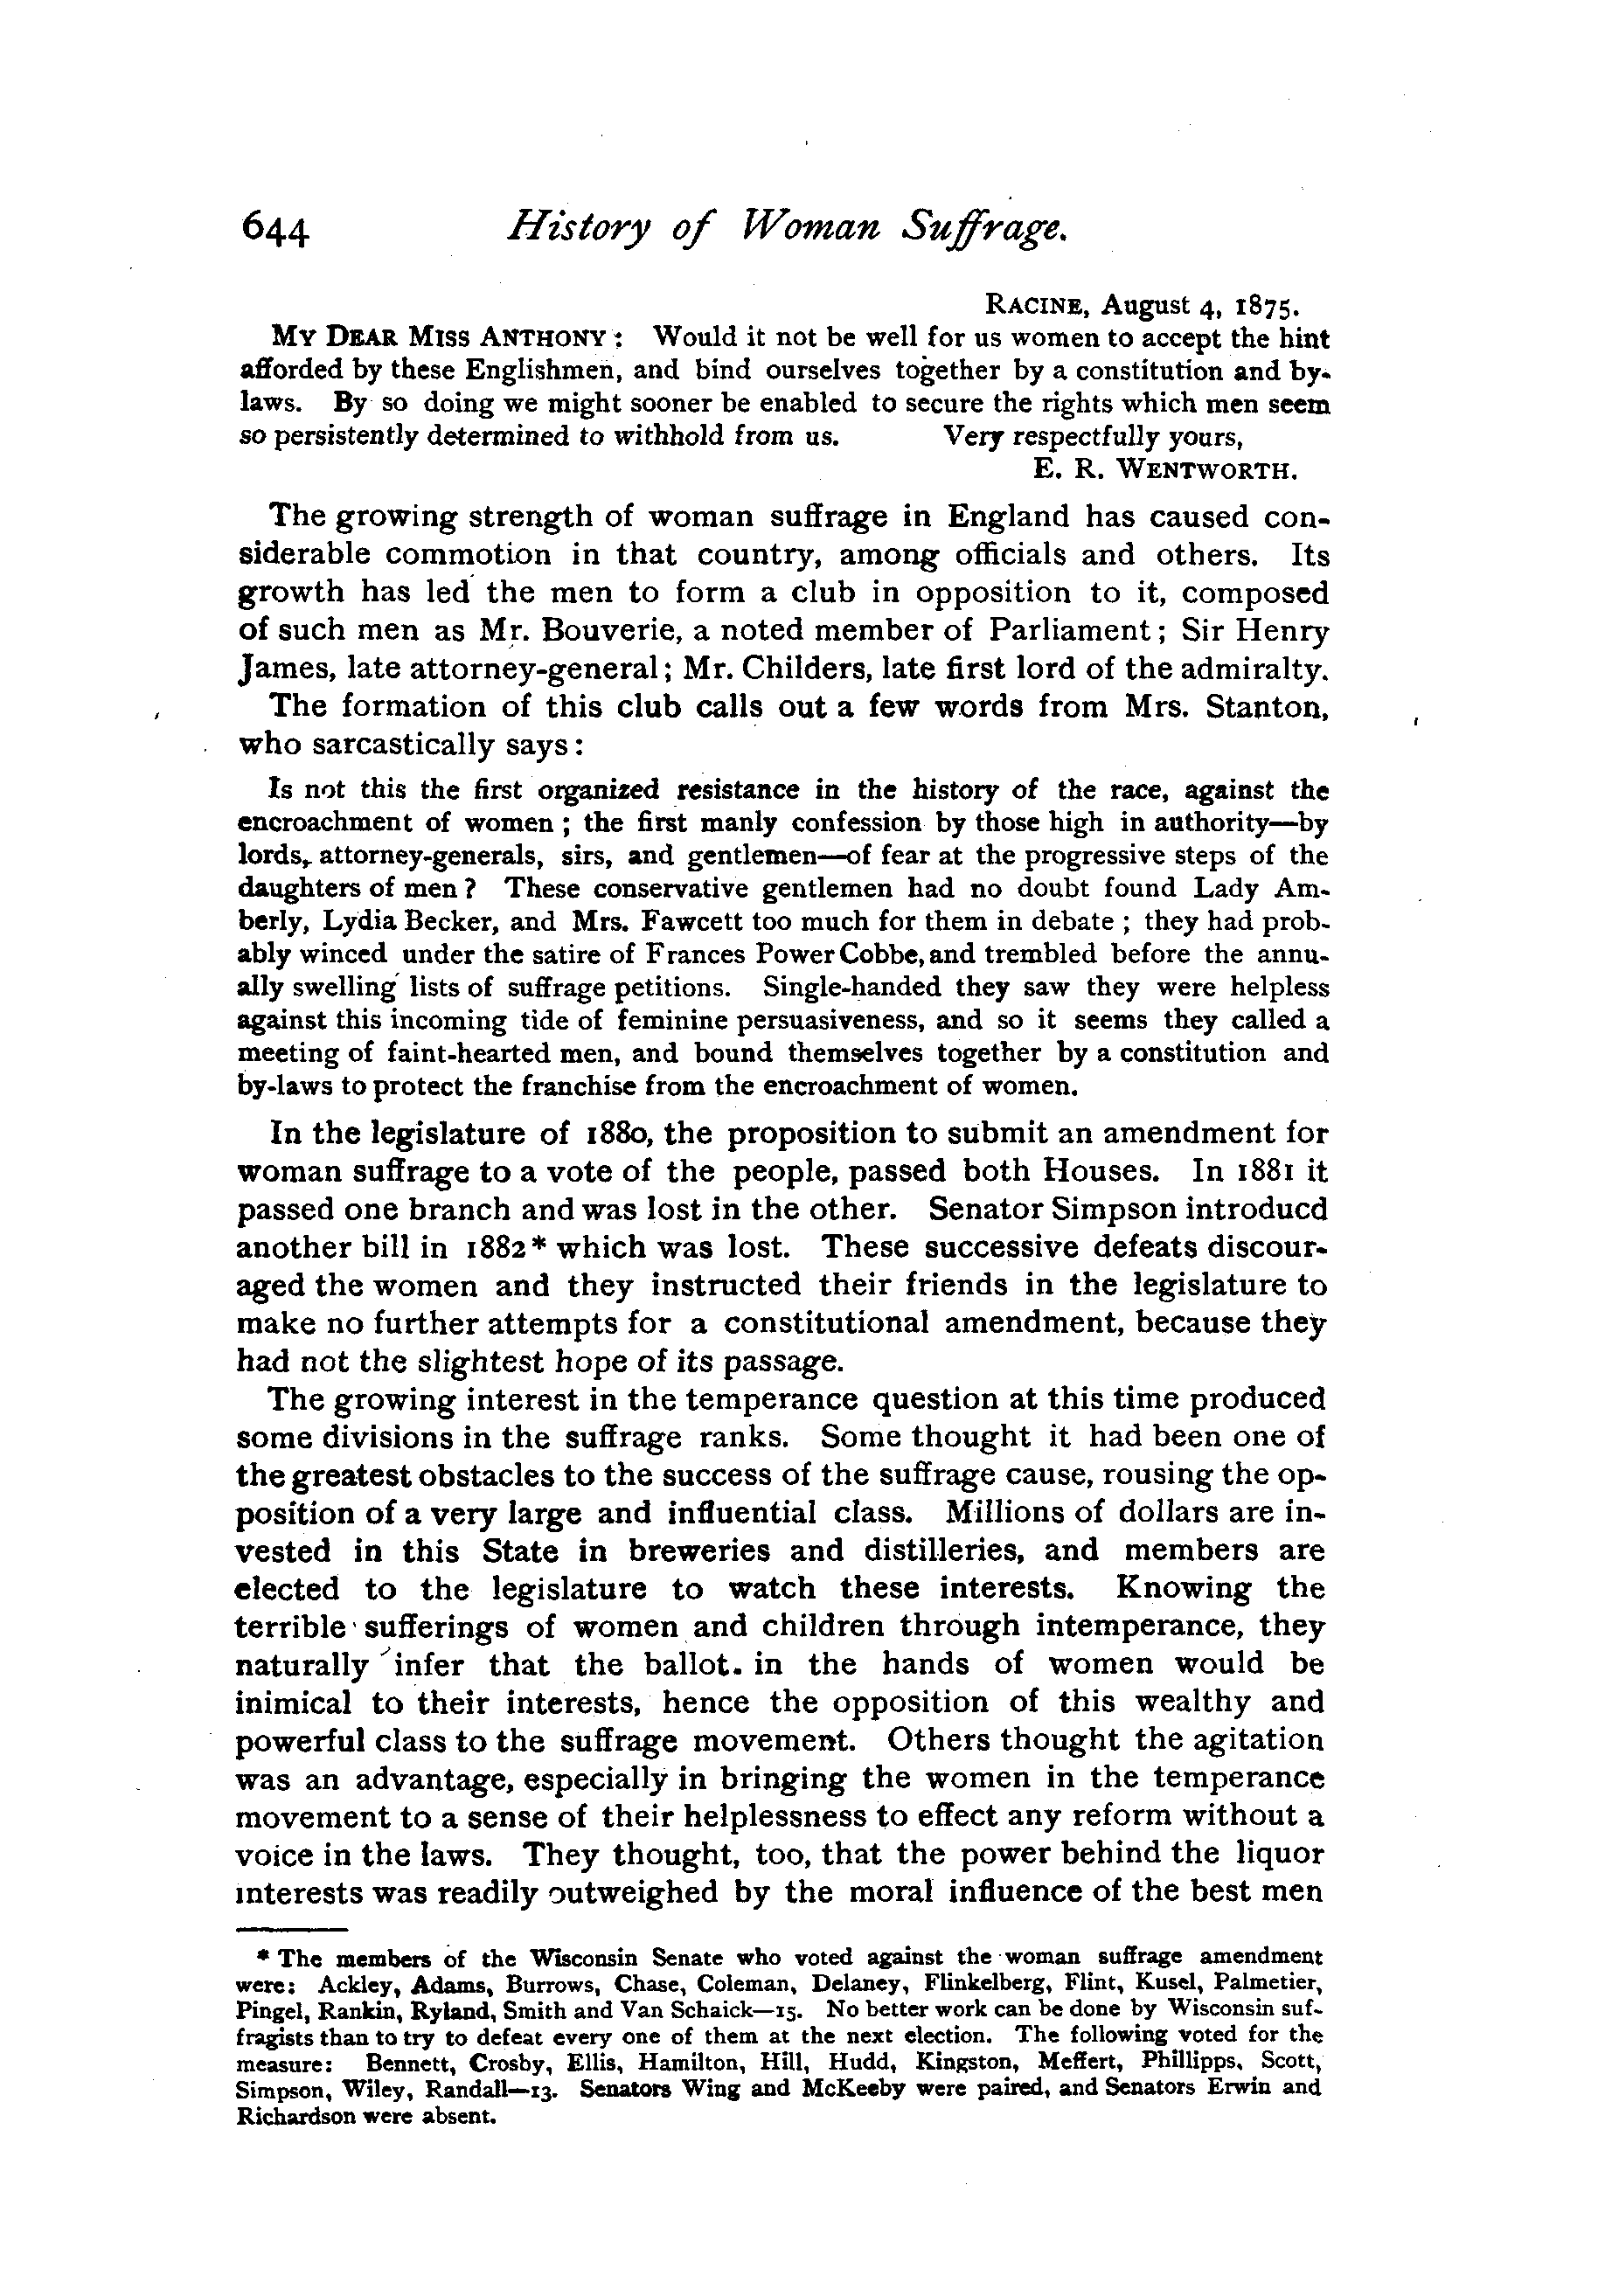 644 History of Woman Suffrage.
RACINE, August 4, 1875.
MY DEAR MISS ANTHONY: Would it not be well for us women to accept the hint
afforded by these Englishmen, and bind ourselves together by a constitution and by-
laws. By so doing we might sooner be enabled to secure the rights which men seem
so persistently determined to withhold from us. Very respectfully yours,
E. R. WENTWORTH.
The growing strength of woman suffrage in England has caused con-
siderable commotion in that country, among officials and others. Its
growth has led the men to form a club in opposition to it, composed
of such men as Mr. Bouverie, a noted member of Parliament; Sir Henry
James, late attorney-general; Mr. Childers, late first lord of the admiralty.
The formation of this club calls out a few words from Mrs. Stanton,
who sarcastically says:
Is not this the first organized resistance in the history of the race, against the
encroachment of women; the first manly confession by those high in authority—by
lords, attorney-generals, sirs, and gentlemen—of fear at the progressive steps of the
daughters of men? These conservative gentlemen had no doubt found Lady Am-
berly, Lydia Becker, and Mrs. Fawcett too much for them in debate; they had prob-
ably winced under the satire of Frances Power Cobbe, and trembled before the annu-
ally swelling lists of suffrage petitions. Single-handed they saw they were helpless
against this incoming tide of feminine persuasiveness, and so it seems they called a
meeting of faint-hearted men, and bound themselves together by a constitution and
by-laws to protect the franchise from the encroachment of women.
In the legislature of 1880, the proposition to submit an amendment for
woman suffrage to a vote of the people, passed both Houses. In 1881 it
passed one branch and was lost in the other. Senator Simpson introducd
another bill in 1882* which was lost. These successive defeats discour-
aged the women and they instructed their friends in the legislature to
make no further attempts for a constitutional amendment, because they
had not the slightest hope of its passage.
The growing interest in the temperance question at this time produced
some divisions in the suffrage ranks. Some thought it had been one of
the greatest obstacles to the success of the suffrage cause, rousing the op-
position of a very large and influential class. Millions of dollars are in-
vested in this State in breweries and distilleries, and members are
elected to the legislature to watch these interests. Knowing the
terrible sufferings of women and children through intemperance, they
naturally infer that the ballot. in the hands of women would be
inimical to their interests, hence the opposition of this wealthy and
powerful class to the suffrage movement. Others thought the agitation
was an advantage, especially in bringing the women in the temperance
movement to a sense of their helplessness to effect any reform without a
voice in the laws. They thought, too, that the power behind the liquor
interests was readily outweighed by the moral influence of the best men
* The members of the Wisconsin Senate who voted against the woman suffrage amendment
were: Ackley, Adams, Burrows, Chase, Coleman, Delaney, Flinkelberg, Flint, Kusel, Palmetier,
Pingel, Rankin, Ryland, Smith and Van Schaick—15. No better work can be done by Wisconsin suf-
fragists than to try to defeat every one of them at the next election. The following voted for the
measure: Bennett, Crosby, Ellis, Hamilton, Hill, Hudd, Kingston, Meffert, Phillipps, Scott,
Simpson, Wiley, Randall—13. Senators Wing and McKeeby were paired, and Senators Erwin and
Richardson were absent.